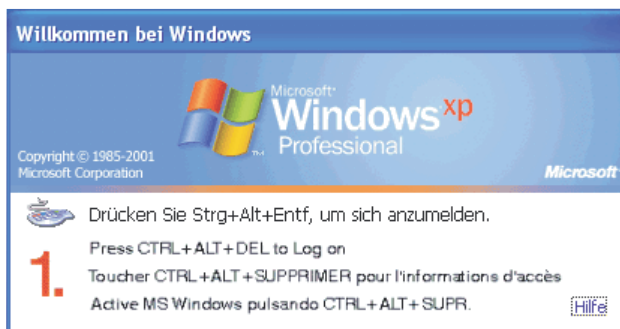 Willkommen bei Windows
Microsoft®
Windows xp
Professional
TM
Copyright © 1985-2001
Microsoft Corporation
Microsoft
Drücken Sie Strg+Alt+Entf, um sich anzumelden.
1.
Press CTRL+ALT+DEL to Log on
Toucher CTRL+ALT+SUPPRIMER pour l'informations d'accès
Active MS Windows pulsando CTRL+ALT+SUPR.
Hilfe